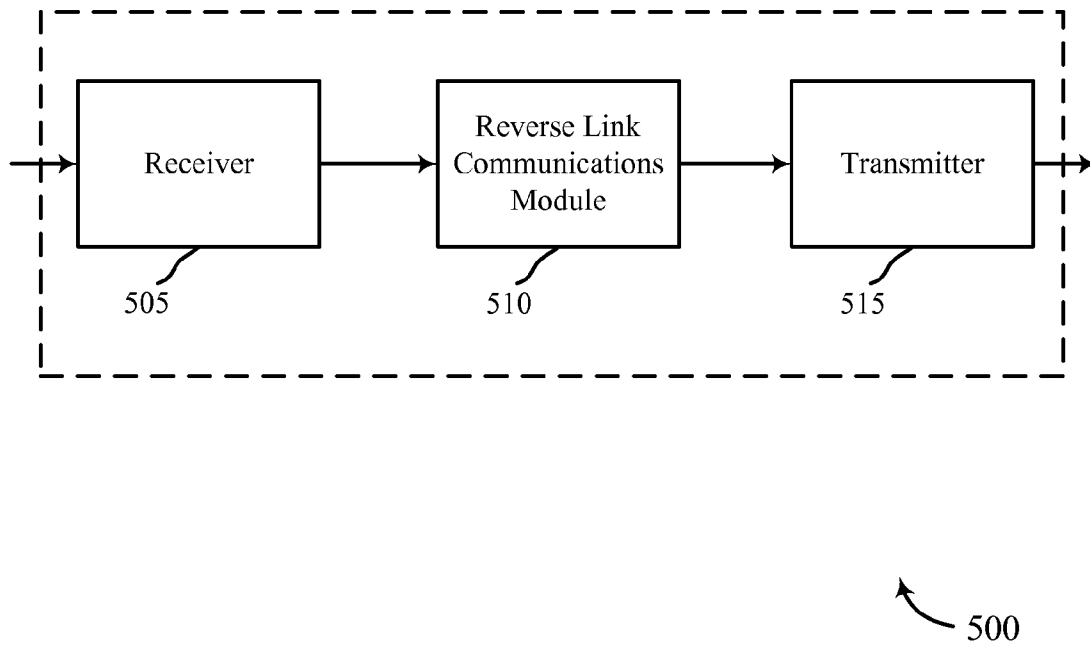 Receiver
Reverse Link
Communications
Module
Transmitter
505
510
515
500